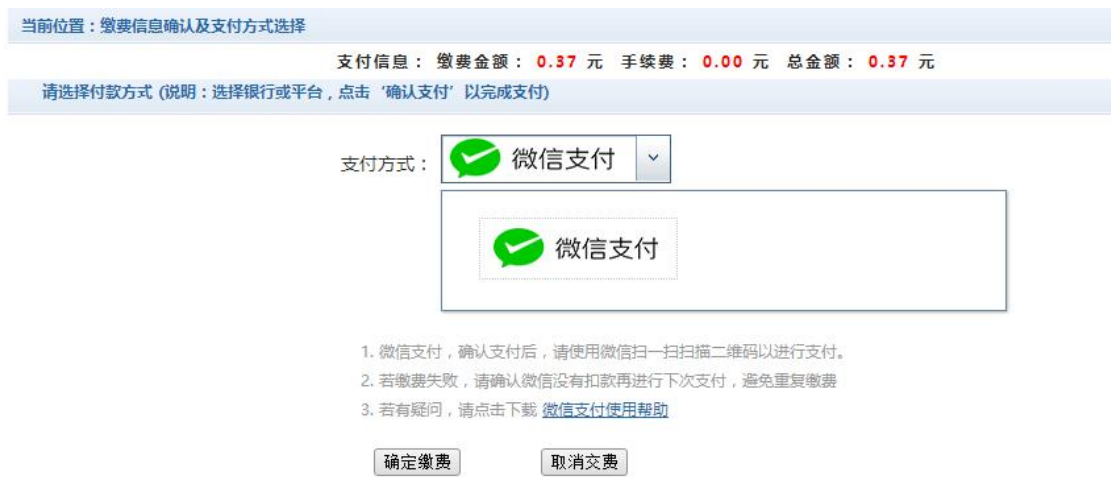 当前位置：缴费信息确认及支付方式选择
支付信息： 缴费金额： 0.37 元 手续费： 0.00 元 总金额： 0.37 元
请选择付款方式 (说明：选择银行或平台，点击‘确认支付’以完成支付)
支付方式： 微信支付
微信支付
1. 微信支付，确认支付后，请使用微信扫一扫扫描二维码以进行支付。
2. 若缴费失败，请确认微信没有扣款再进行下次支付，避免重复缴费
3. 若有疑问，请点击下载 微信支付使用帮助
确定缴费 取消交费